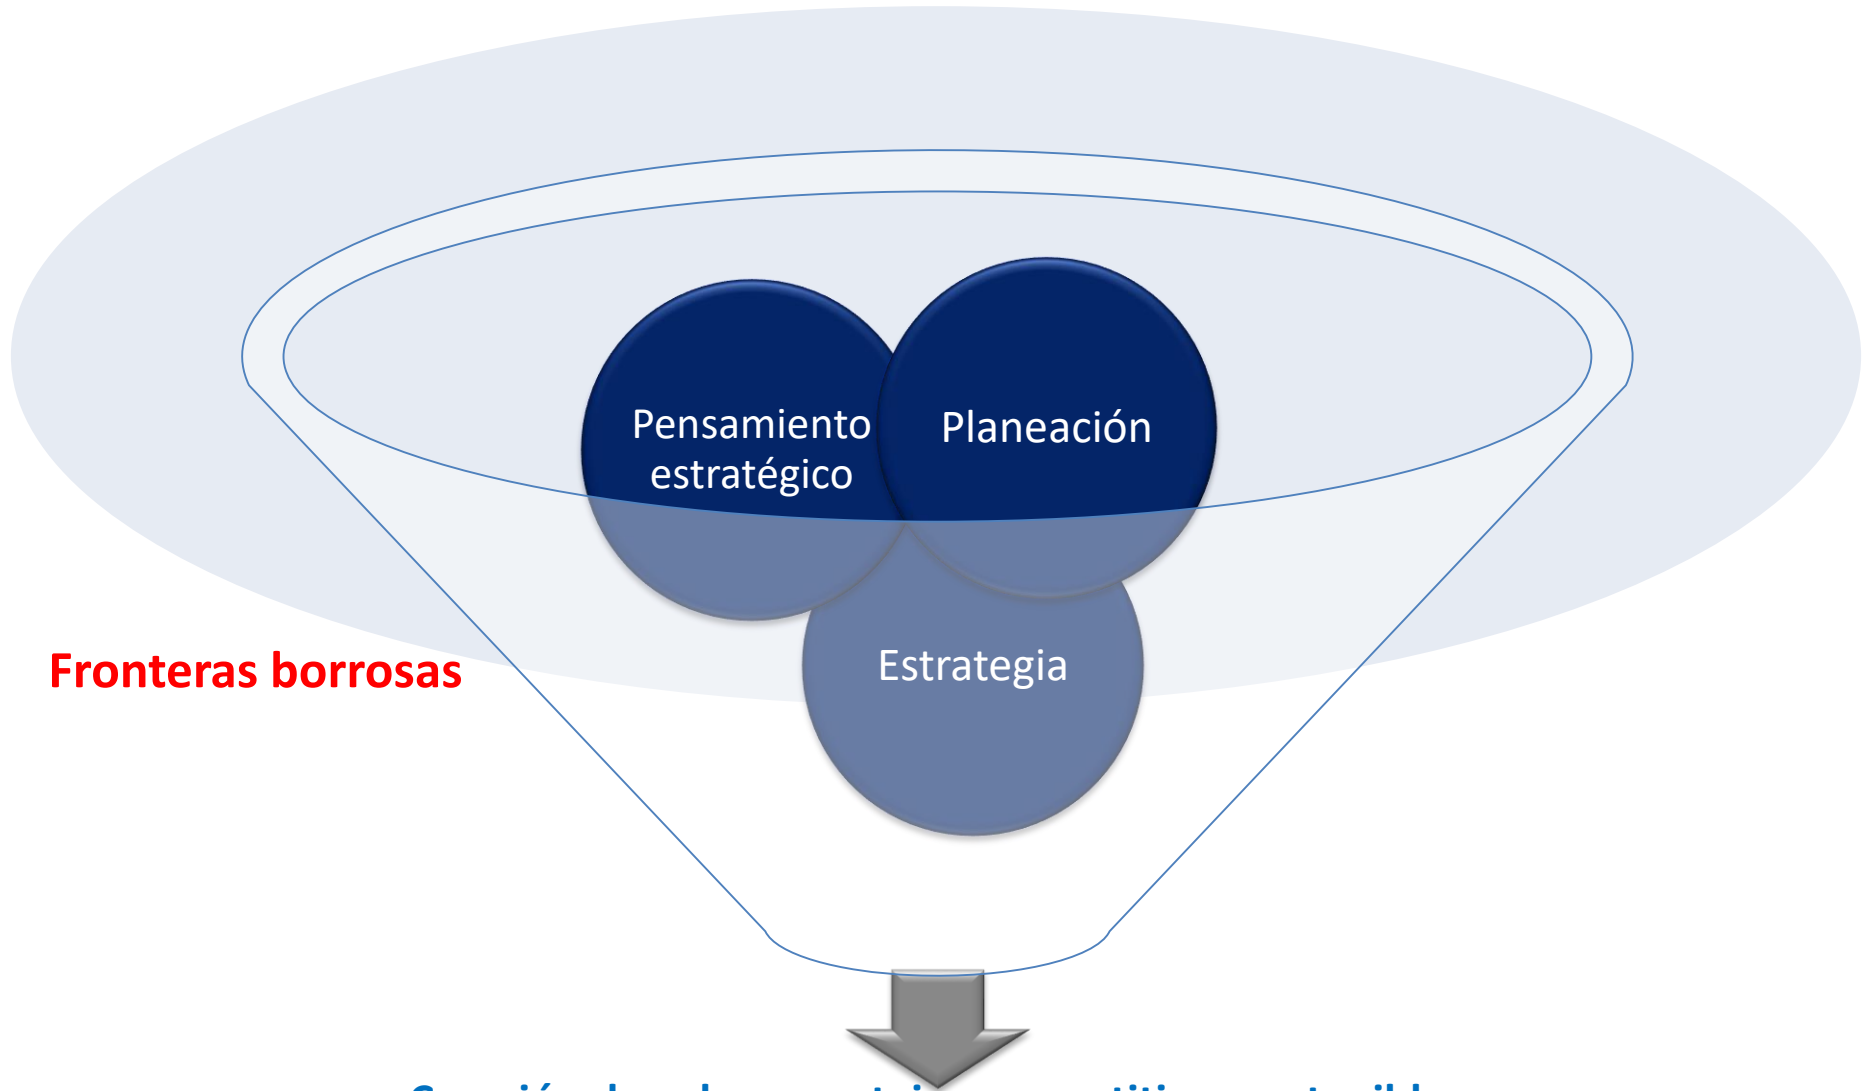 Pensamiento
estratégico
Planeación
Estrategia
Fronteras borrosas